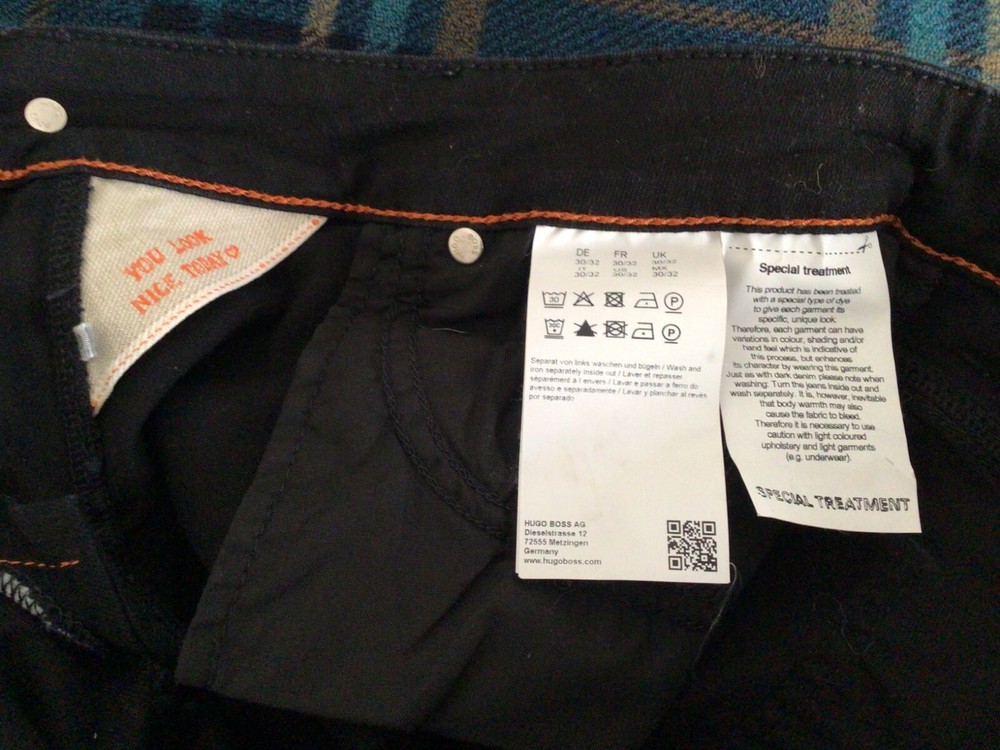 YOU LOOK
NICE TODAY
DE FR UK
30/32 30/32 30/32
IT US MX
30/32 30/32 30/32
30
P
30C
P
Separat von links waschen und bügeln / Wash and
iron separately inside out / Laver et repasser
séparément à l envers / Lavar e passar a ferro do
avesso e separadamente / Lavar y planchar al revés
por separado
HUGO BOSS AG
Dieselstrasse 12
72555 Metzingen
Germany
www.hugoboss.com
Special treatment
This product has been treated
with a special type of dye
to give each garment its
specific, unique look.
Therefore, each garment can have
variations in colour, shading and/or
hand feel which is indicative of
this process, but enhances
its character by wearing this garment.
Just as with dark denim, please note when
washing: Turn the jeans inside out and
wash separately. It is, however, inevitable
that body warmth may also
cause the fabric to bleed.
Therefore it is necessary to use
caution with light coloured
upholstery and light garments
(e.g. underwear).
SPECIAL TREATMENT